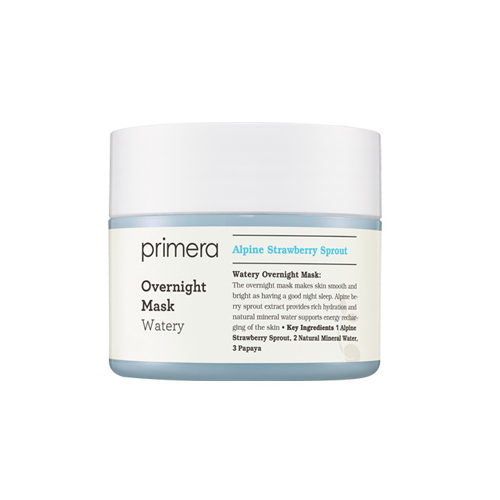 primera
Overnight
Mask
Watery
Alpine Strawberry Sprout
Watery Overnight Mask:
The overnight mask makes skin smooth and
bright as having a good night sleep. Alpine be-
rry sprout extract provides rich hydration and
natural mineral water supports energy rechar-
ging of the skin • Key Ingredients 1 Alpine
Strawberry Sprout, 2 Natural Mineral Water,
3 Papaya